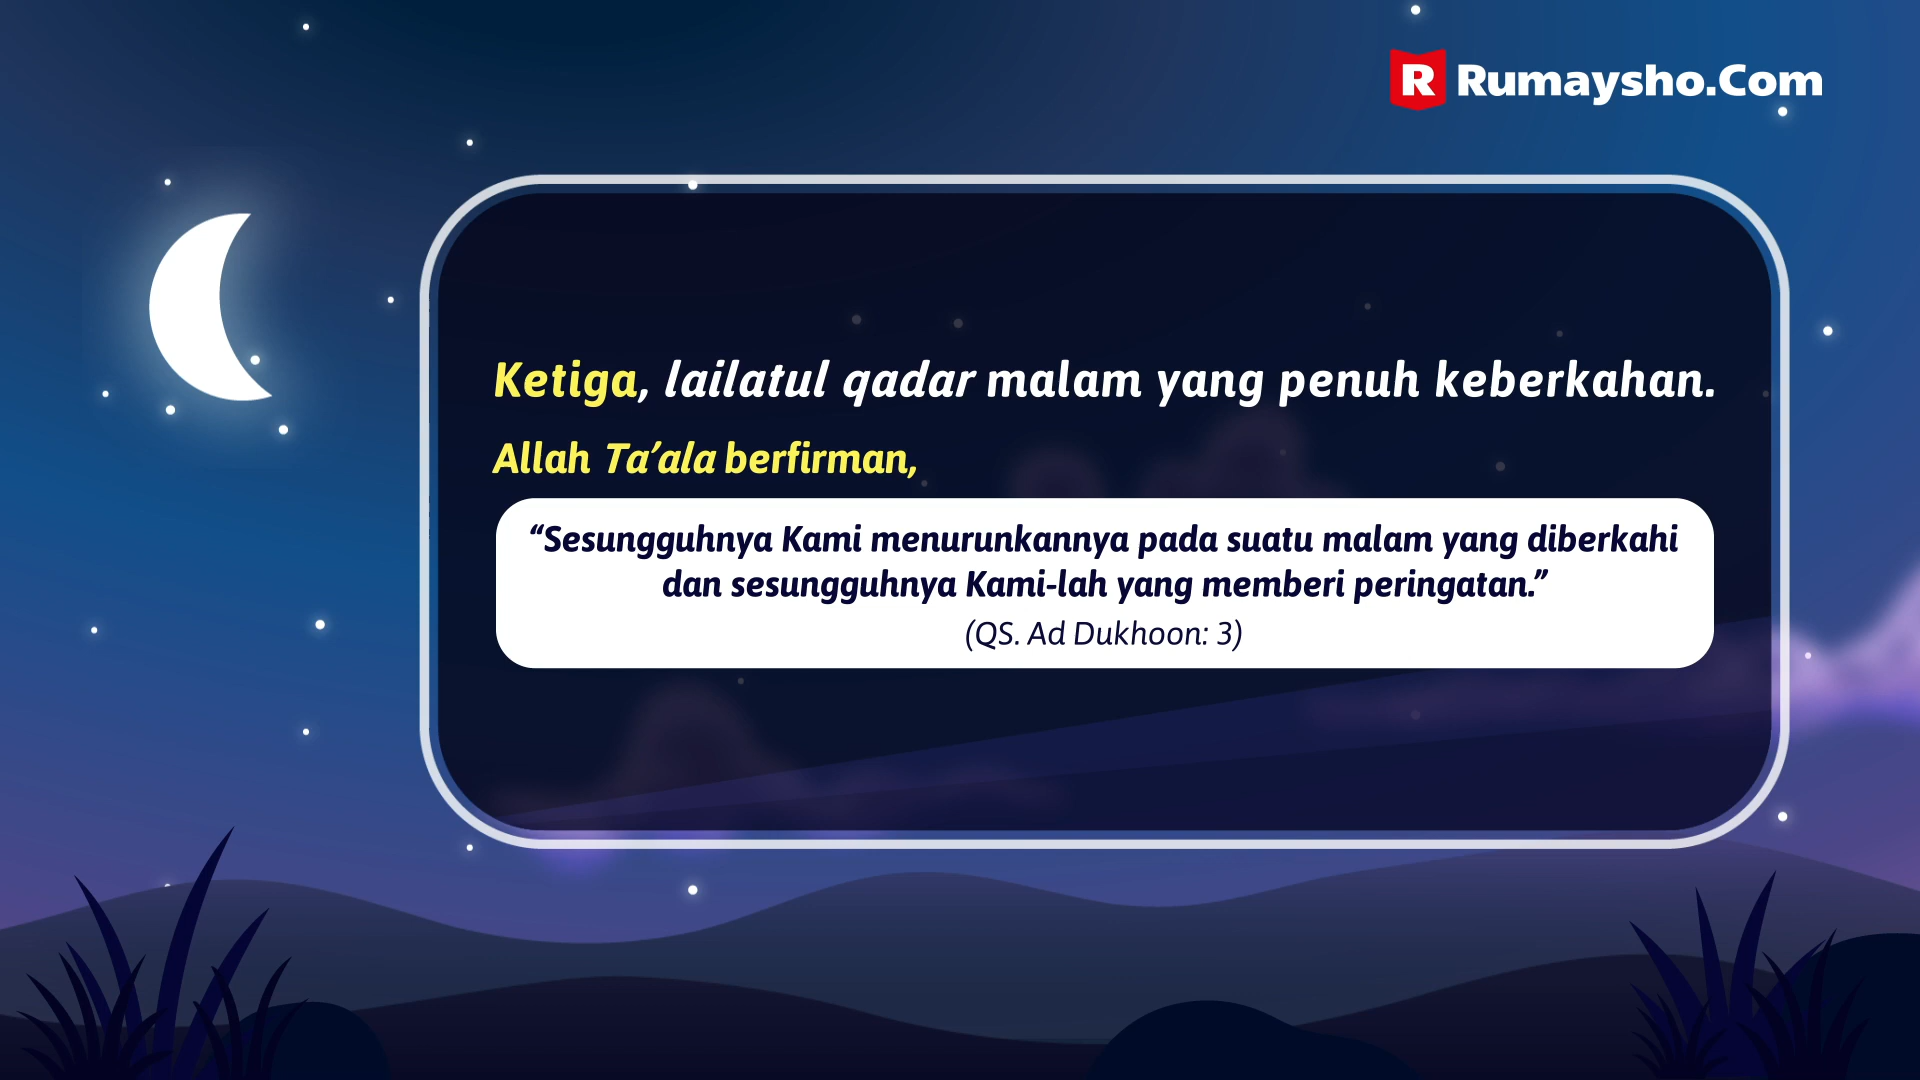 R Rumaysho.Com
Ketiga, lailatul qadar malam yang penuh keberkahan.
Allah Ta’ala berfirman,
“Sesungguhnya Kami menurunkannya pada suatu malam yang diberkahi
dan sesungguhnya Kami-lah yang memberi peringatan.”
(QS. Ad Dukhoon: 3)